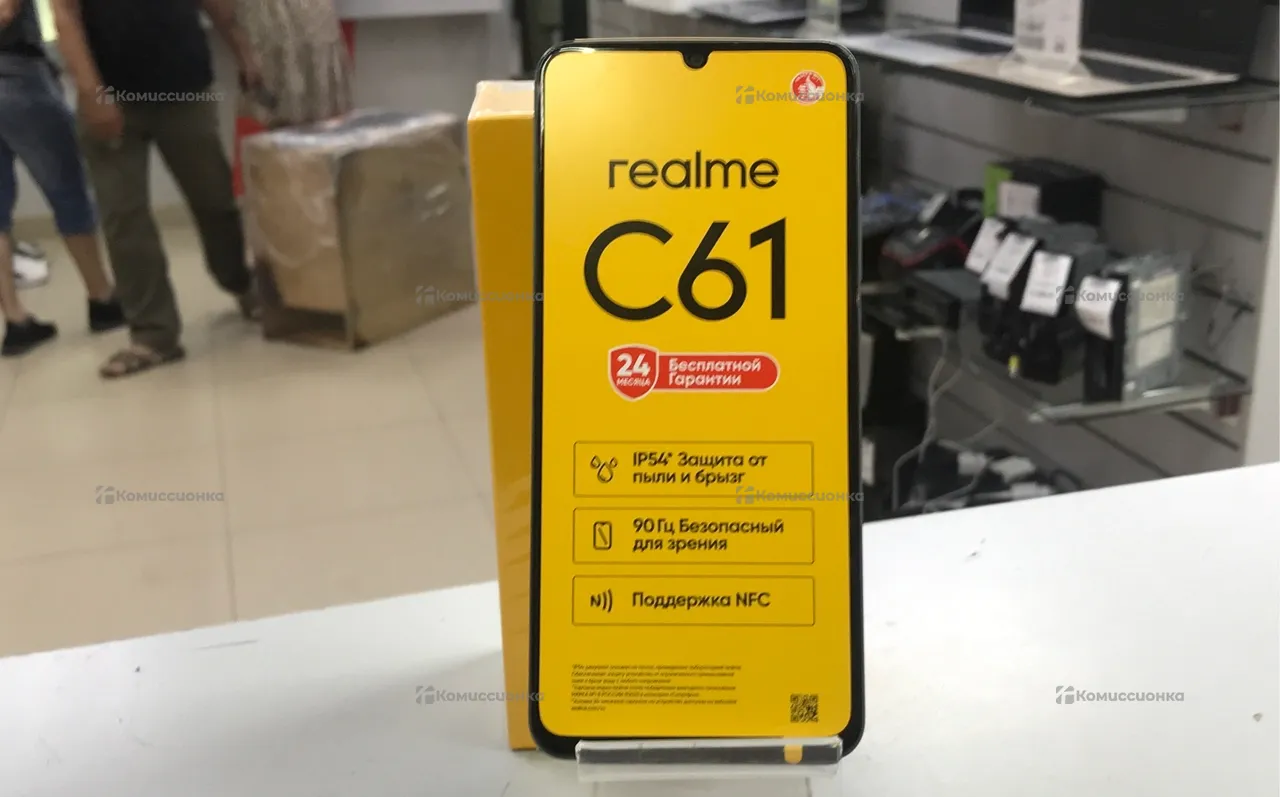 Комиссионка
Комиссионка
realme
C61
Комиссионка
Комиссионка
24
МЕСЯЦА
Бесплатной
Гарантии
IP54* Защита от
пыли и брызг
Комиссионка
Комиссионка
90 Гц Безопасный
для зрения
N
Поддержка NFC
Комиссионка
Комиссионка